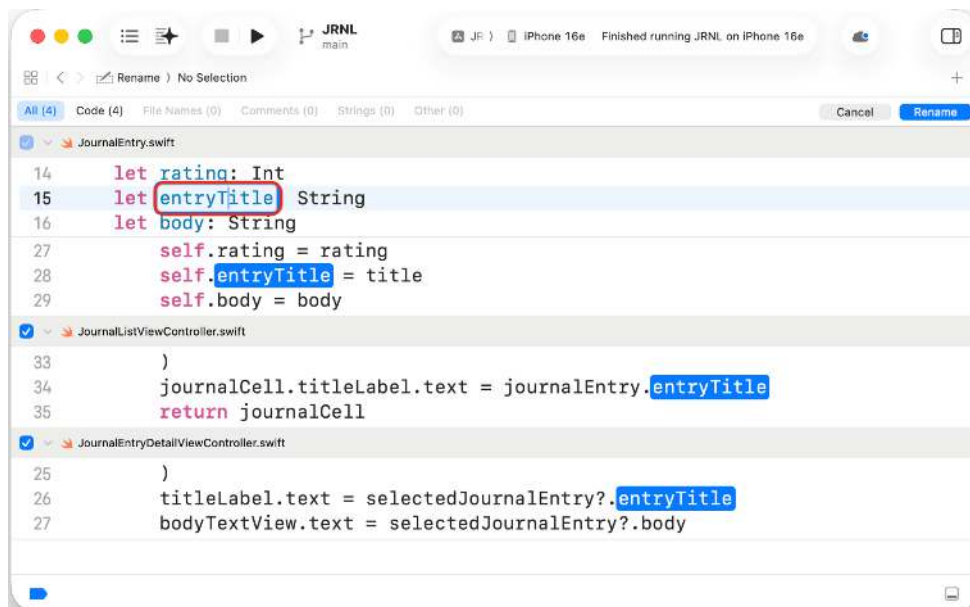 JRNL
main
JR ⟩ iPhone 16e Finished running JRNL on iPhone 16e
Rename ⟩ No Selection
All (4) Code (4) File Names (0) Comments (0) Strings (0) Other (0) Cancel Rename
JournalEntry.swift
14 let rating: Int
15 let entryTitle String
16 let body: String
27 self.rating = rating
28 self.entryTitle = title
29 self.body = body
JournalListViewController.swift
33 )
34 journalCell.titleLabel.text = journalEntry.entryTitle
35 return journalCell
JournalEntryDetailViewController.swift
25 )
26 titleLabel.text = selectedJournalEntry?.entryTitle
27 bodyTextView.text = selectedJournalEntry?.body